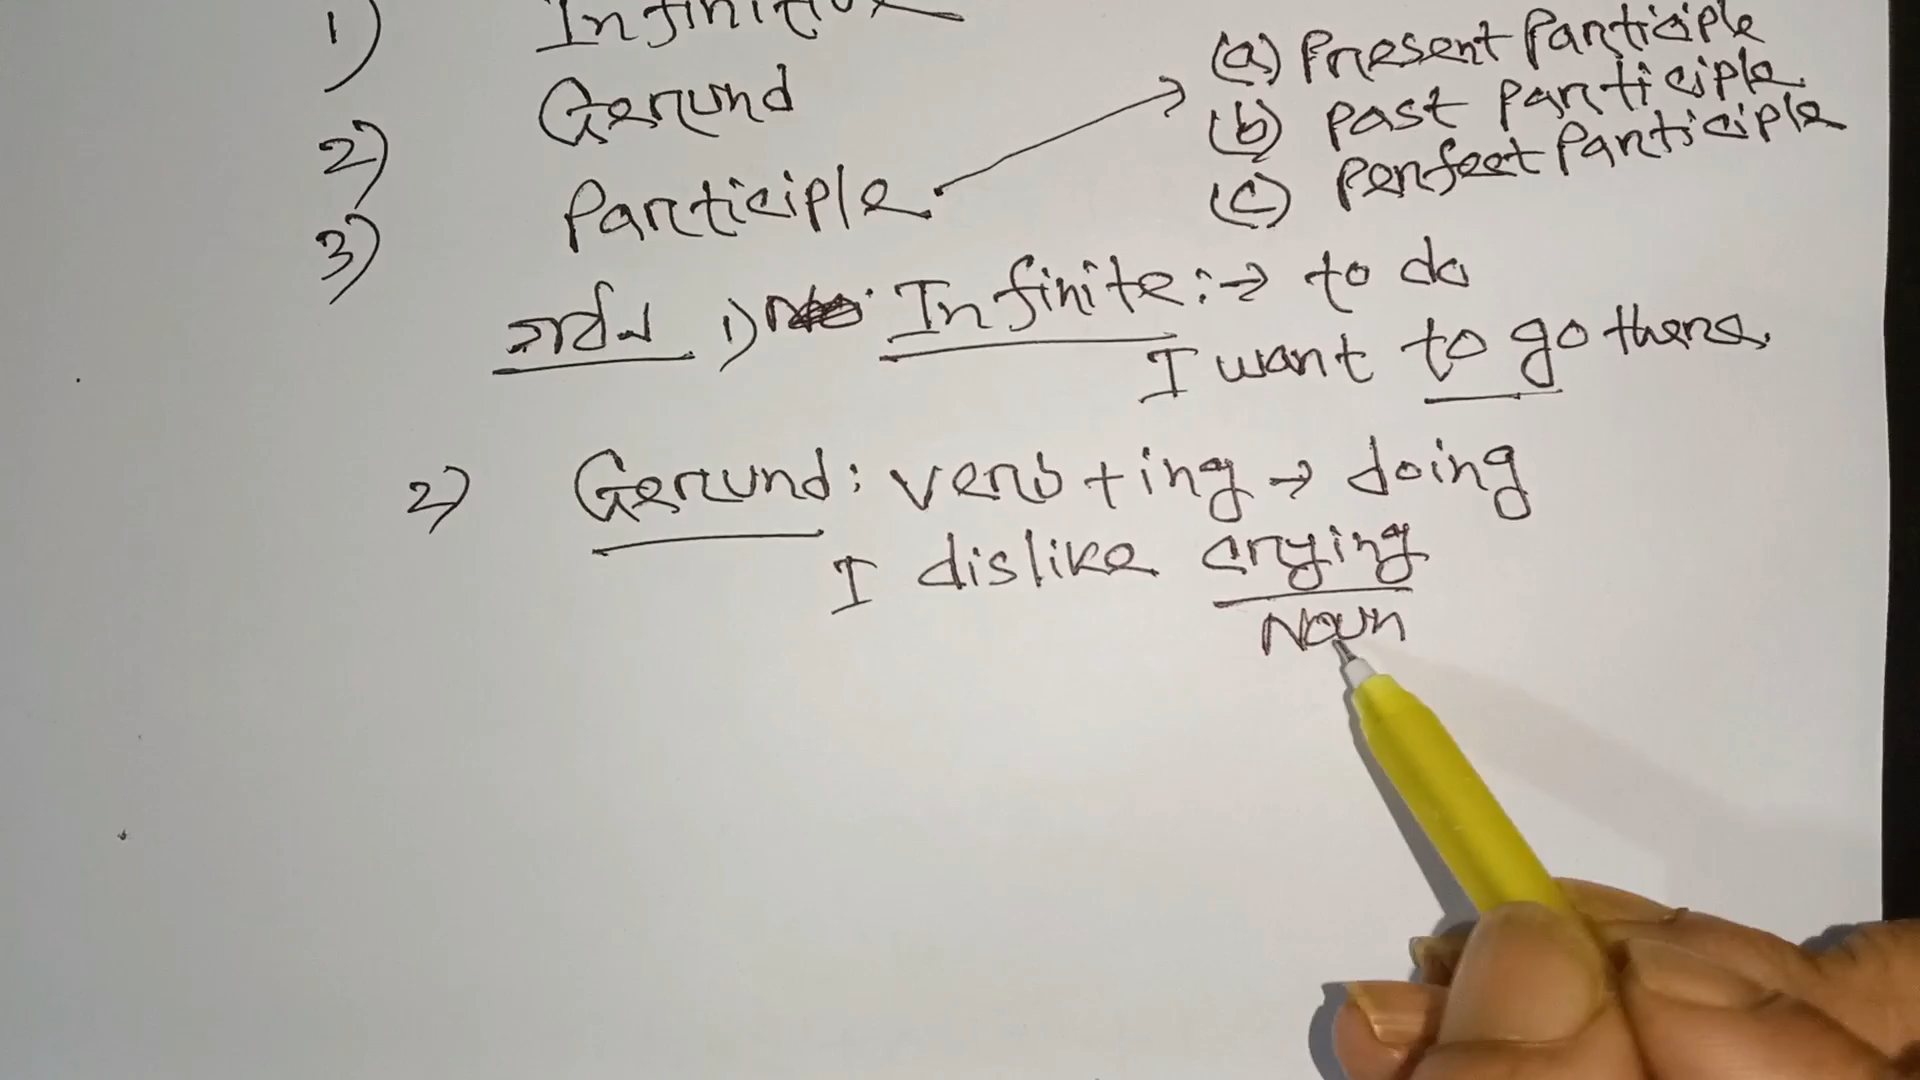 1) Infinitive
2) Gerund
3) Participle → (a) Present Participle
(b) Past Participle
(c) Perfect Participle
গঠন 1) Infinite :→ to do
I want to go there.
2) Gerund : verb + ing → doing
I dislike crying
Noun